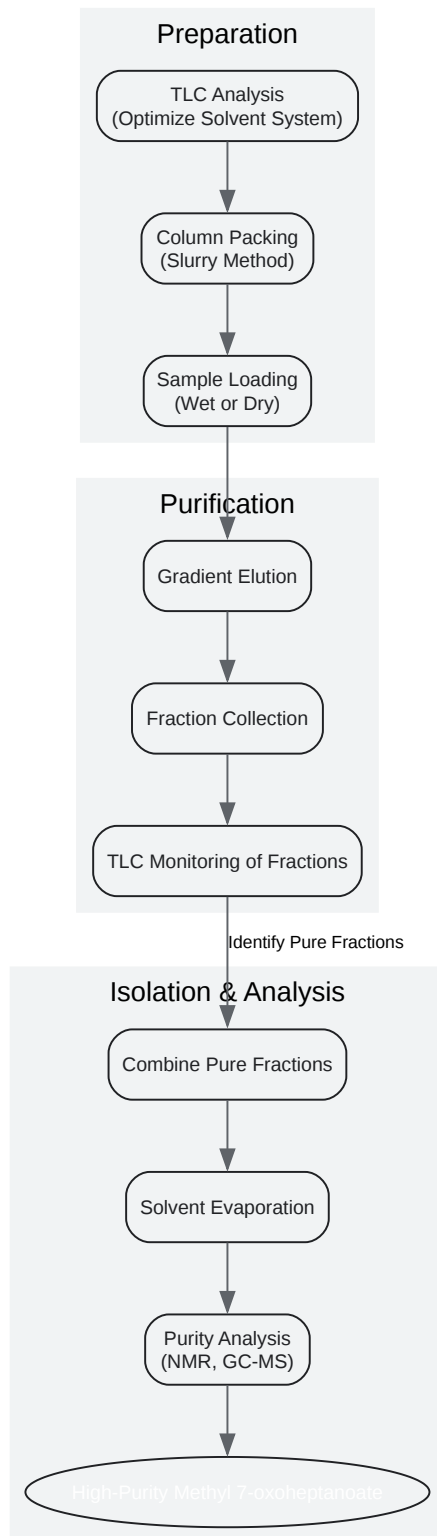 Preparation
TLC Analysis
(Optimize Solvent System)
Column Packing
(Slurry Method)
Sample Loading
(Wet or Dry)
Purification
Gradient Elution
Fraction Collection
TLC Monitoring of Fractions
Identify Pure Fractions
Isolation & Analysis
Combine Pure Fractions
Solvent Evaporation
Purity Analysis
(NMR, GC-MS)
High-Purity Methyl 7-oxoheptanoate